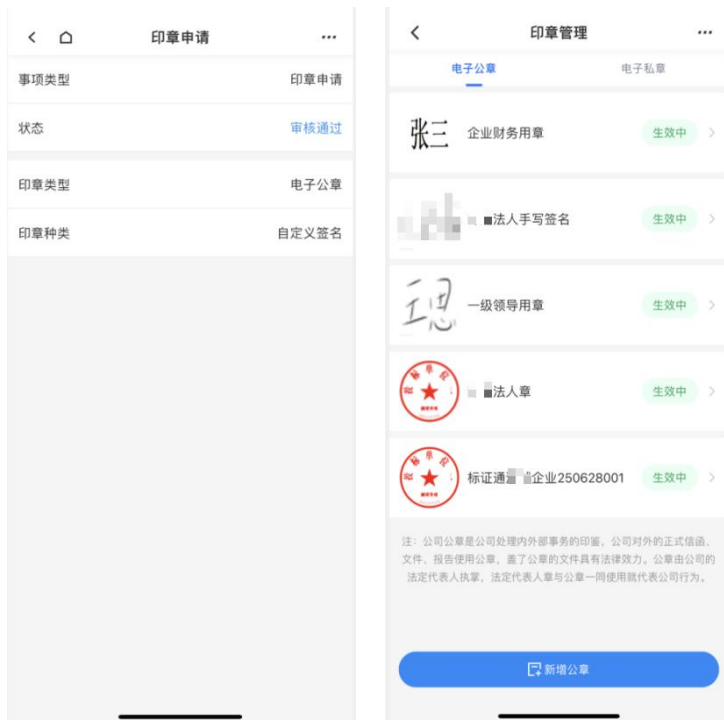 印章申请
事项类型 印章申请
状态 审核通过
印章类型 电子公章
印章种类 自定义签名
印章管理
电子公章 电子私章
张三 企业财务用章 生效中
法人手写签名 生效中
一级领导用章 生效中
法人章 生效中
标证通 企业250628001 生效中
注：公司公章是公司处理内外部事务的印鉴，公司对外的正式信函、
文件、报告使用公章，盖了公章的文件具有法律效力。公章由公司的
法定代表人执掌，法定代表人章与公章一同使用就代表公司行为。
新增公章